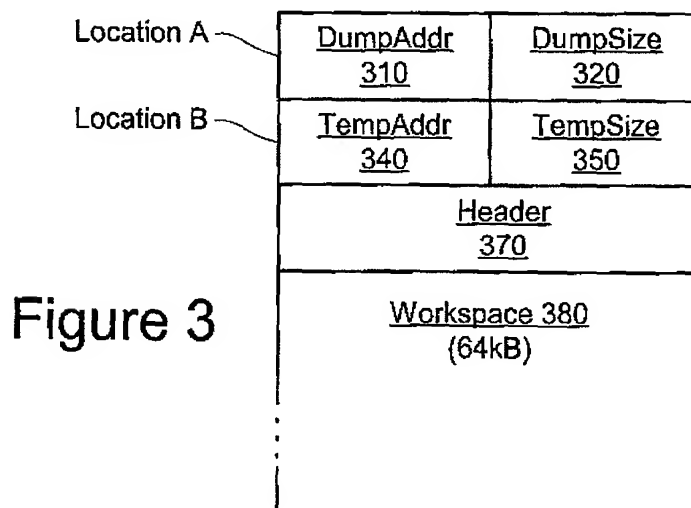 Location A
DumpAddr
310
DumpSize
320
Location B
TempAddr
340
TempSize
350
Header
370
Figure 3
Workspace 380
(64kB)